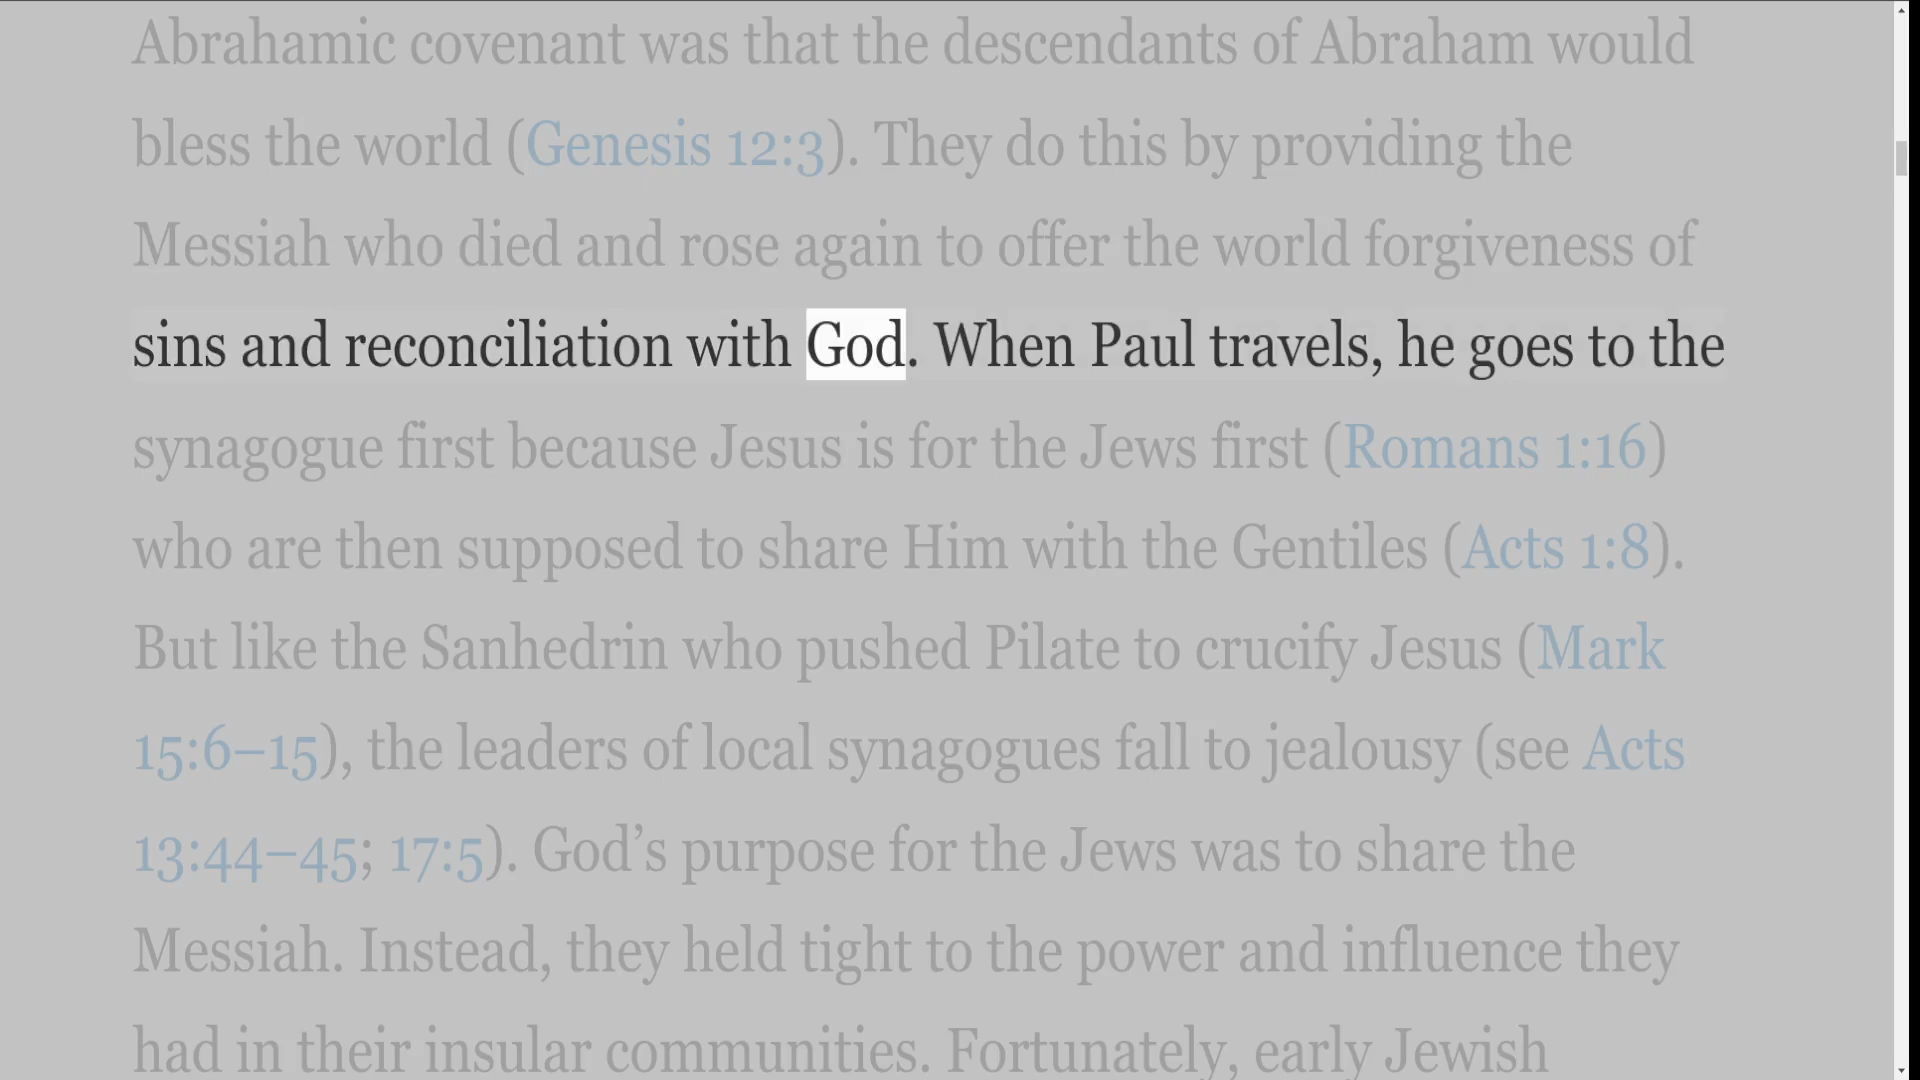 Abrahamic covenant was that the descendants of Abraham would
bless the world (Genesis 12:3). They do this by providing the
Messiah who died and rose again to offer the world forgiveness of
sins and reconciliation with God. When Paul travels, he goes to the
synagogue first because Jesus is for the Jews first (Romans 1:16)
who are then supposed to share Him with the Gentiles (Acts 1:8).
But like the Sanhedrin who pushed Pilate to crucify Jesus (Mark
15:6–15), the leaders of local synagogues fall to jealousy (see Acts
13:44–45; 17:5). God’s purpose for the Jews was to share the
Messiah. Instead, they held tight to the power and influence they
had in their insular communities. Fortunately, early Jewish